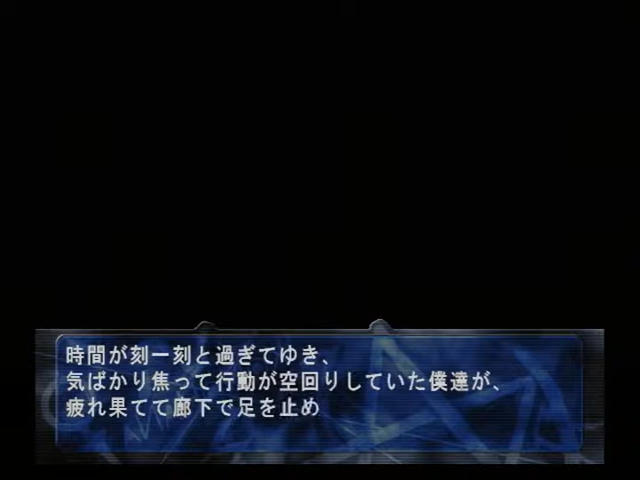 時間が刻一刻と過ぎてゆき、
気ばかり焦って行動が空回りしていた僕達が、
疲れ果てて廊下で足を止め